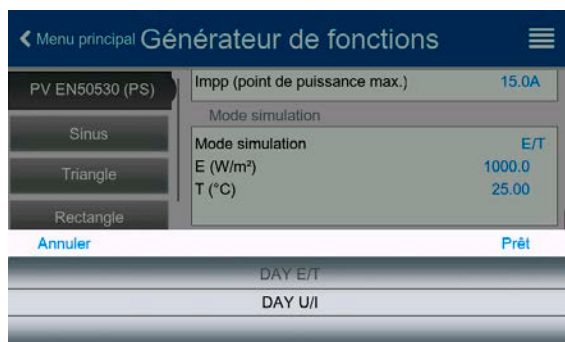 Menu principal Générateur de fonctions
PV EN50530 (PS)
Sinus
Triangle
Rectangle
Impp (point de puissance max.) 15.0A
Mode simulation
Mode simulation E/T
E (W/m²) 1000.0
T (°C) 25.00
Annuler Prêt
DAY E/T
DAY U/I